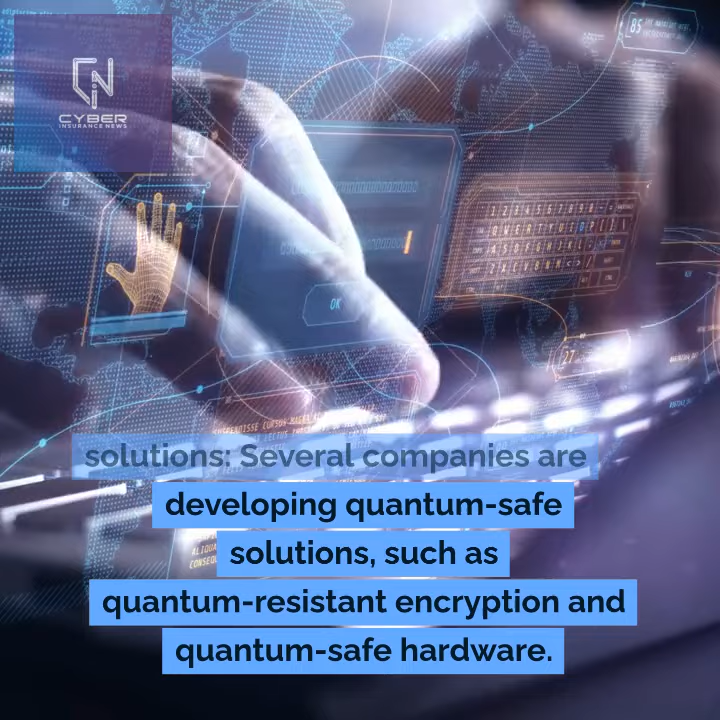 CYBER
INSURANCE NEWS
OK
solutions: Several companies are
developing quantum-safe
solutions, such as
quantum-resistant encryption and
quantum-safe hardware.